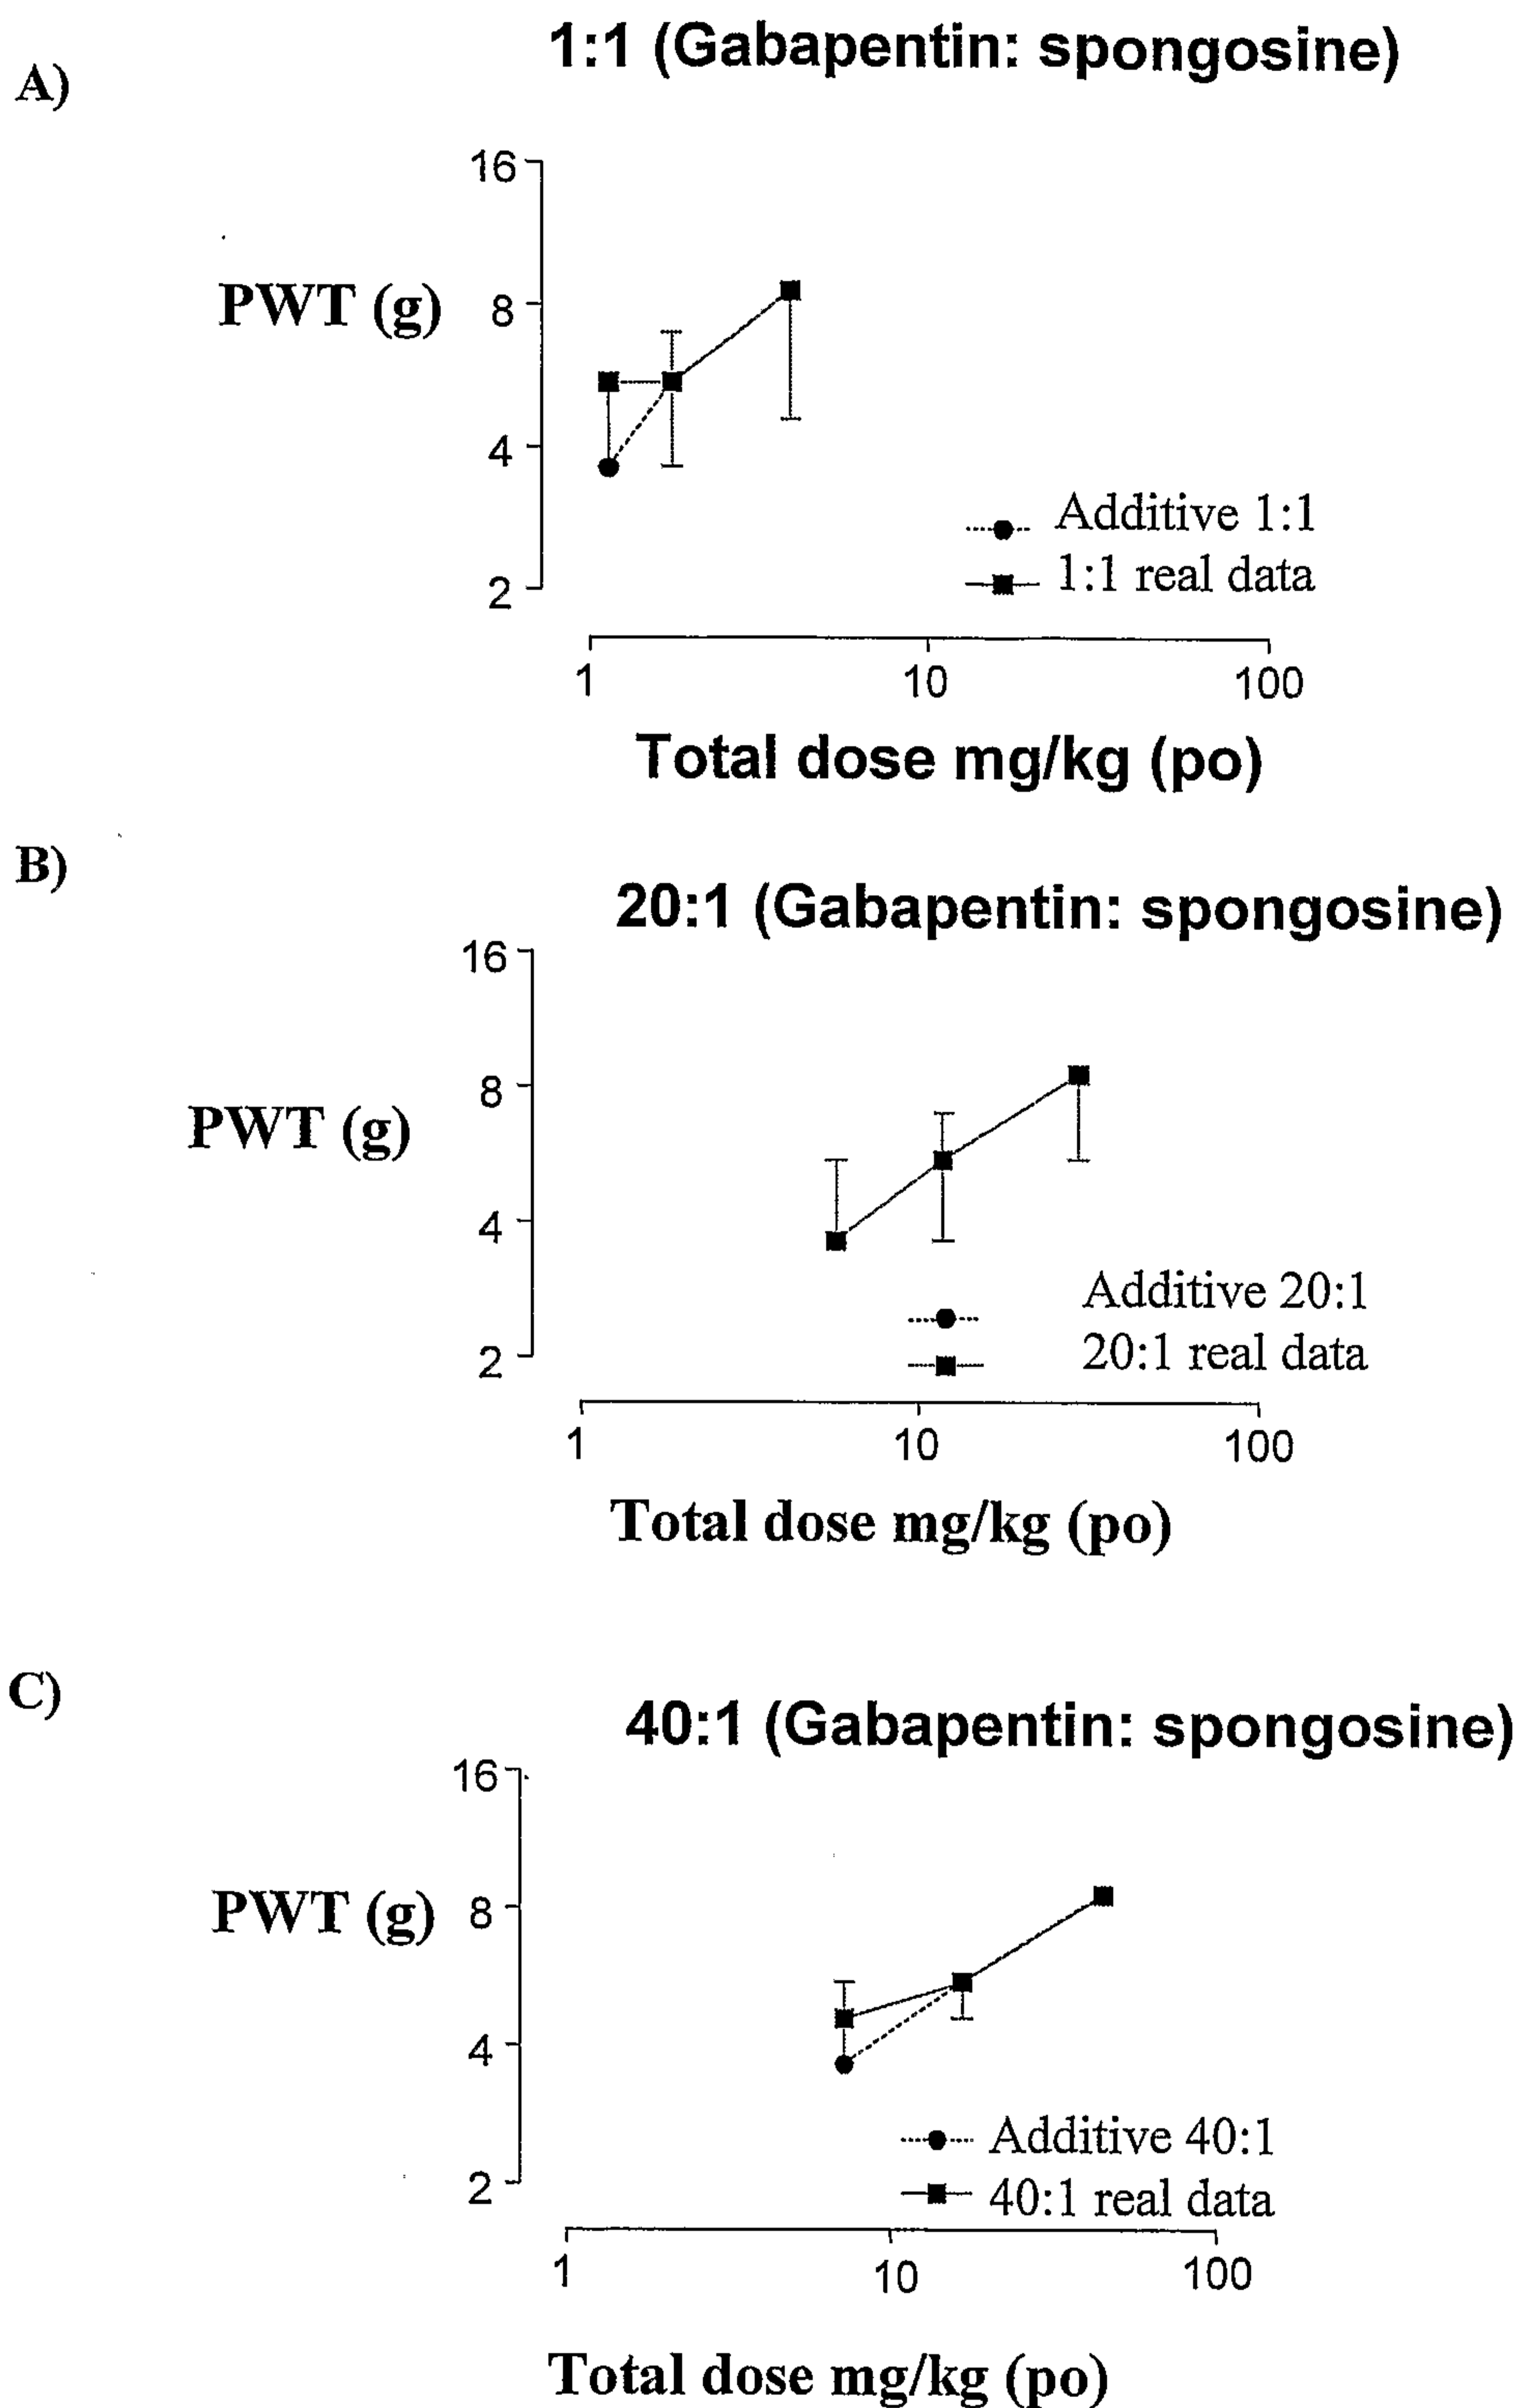 A)
1:1 (Gabapentin: spongosine)
16
8
4
2
PWT (g)
Additive 1:1
1:1 real data
1
10
100
Total dose mg/kg (po)
B)
20:1 (Gabapentin: spongosine)
16
8
4
2
PWT (g)
Additive 20:1
20:1 real data
1
10
100
Total dose mg/kg (po)
C)
40:1 (Gabapentin: spongosine)
16
8
4
2
PWT (g)
Additive 40:1
40:1 real data
1
10
100
Total dose mg/kg (po)